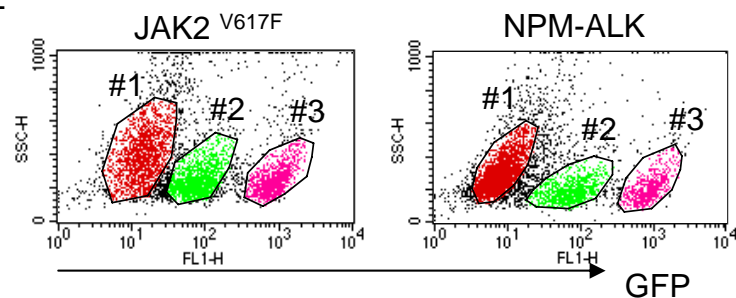 JAK2 V617F
NPM-ALK
1000
SSC-H
0
#1
#2
#3
10^0 10^1 10^2 10^3 10^4
FL1-H
1000
SSC-H
0
#1
#2
#3
10^0 10^1 10^2 10^3 10^4
FL1-H
GFP